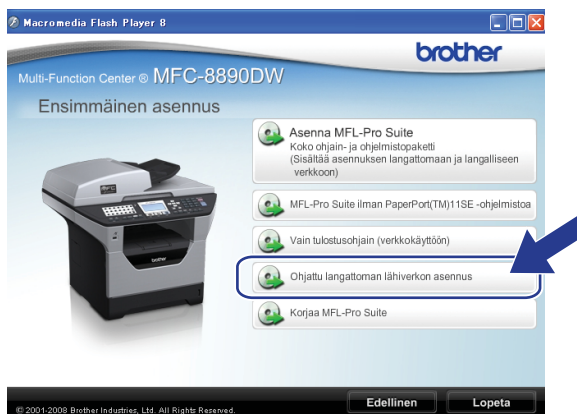 Macromedia Flash Player 8
brother
Multi-Function Center ® MFC-8890DW
Ensimmäinen asennus
Asenna MFL-Pro Suite
Koko ohjain- ja ohjelmistopaketti
(Sisältää asennuksen langattomaan ja langalliseen
verkkoon)
MFL-Pro Suite ilman PaperPort(TM)11SE -ohjelmistoa
Vain tulostusohjain (verkkokäyttöön)
Ohjattu langattoman lähiverkon asennus
Korjaa MFL-Pro Suite
brother
Edellinen
Lopeta
© 2001-2008 Brother Industries, Ltd. All Rights Reserved.